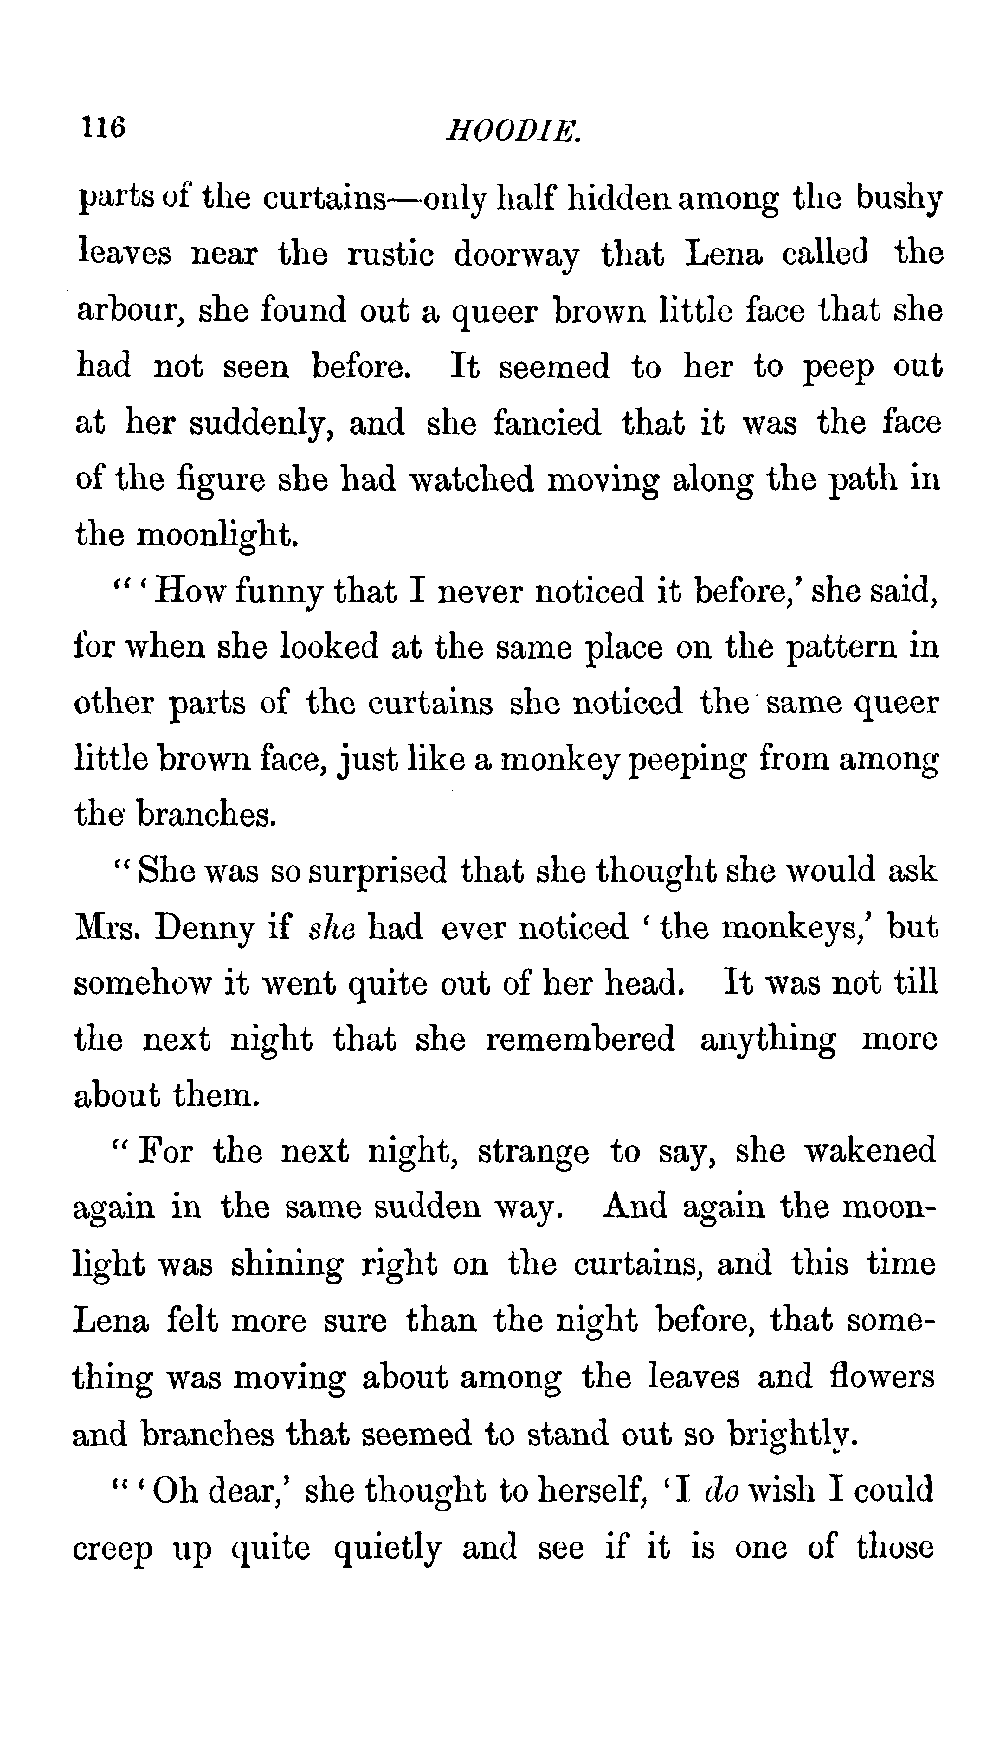 116 HOODIE.
parts of the curtains—only half hidden among the bushy
leaves near the rustic doorway that Lena called the
arbour, she found out a queer brown little face that she
had not seen before. It seemed to her to peep out
at her suddenly, and she fancied that it was the face
of the figure she had watched moving along the path in
the moonlight.
“ ‘ How funny that I never noticed it before,’ she said,
for when she looked at the same place on the pattern in
other parts of the curtains she noticed the same queer
little brown face, just like a monkey peeping from among
the branches.
“ She was so surprised that she thought she would ask
Mrs. Denny if she had ever noticed ‘ the monkeys,’ but
somehow it went quite out of her head. It was not till
the next night that she remembered anything more
about them.
“ For the next night, strange to say, she wakened
again in the same sudden way. And again the moon-
light was shining right on the curtains, and this time
Lena felt more sure than the night before, that some-
thing was moving about among the leaves and flowers
and branches that seemed to stand out so brightly.
“ ‘ Oh dear,’ she thought to herself, ‘I do wish I could
creep up quite quietly and see if it is one of those